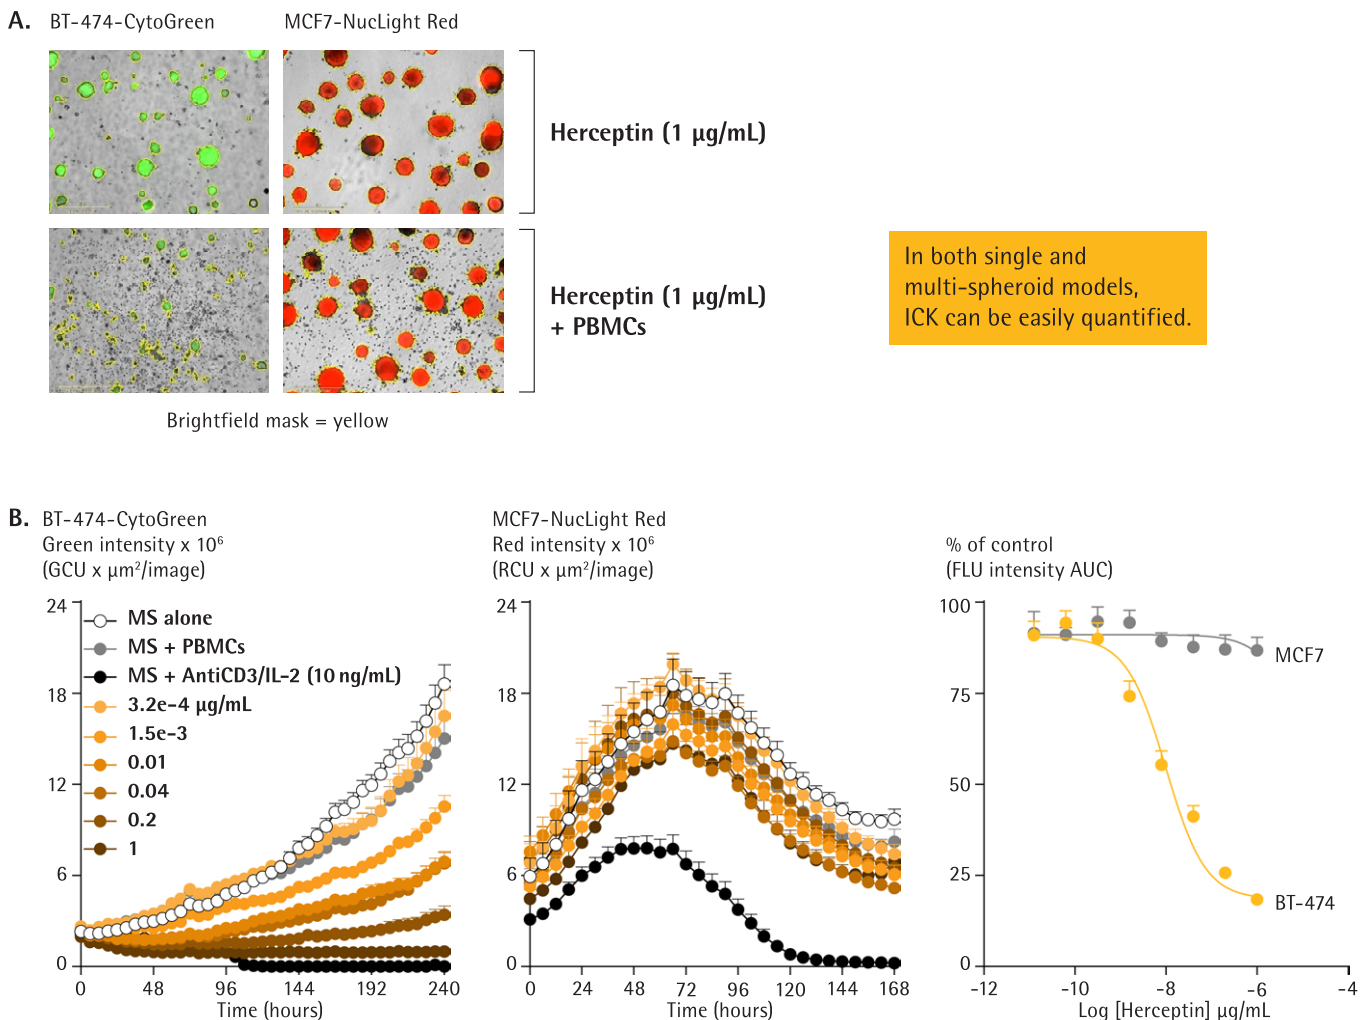 A. BT-474-CytoGreen MCF7-NucLight Red
Herceptin (1 µg/mL)
Herceptin (1 µg/mL)
+ PBMCs
In both single and
multi-spheroid models,
ICK can be easily quantified.
Brightfield mask = yellow
B. BT-474-CytoGreen
Green intensity x 10⁶
(GCU x µm²/image)
24
18
12
6
0
MS alone
MS + PBMCs
MS + AntiCD3/IL-2 (10 ng/mL)
3.2e-4 µg/mL
1.5e-3
0.01
0.04
0.2
1
0 48 96 144 192 240
Time (hours)
MCF7-NucLight Red
Red intensity x 10⁶
(RCU x µm²/image)
24
18
12
6
0
0 24 48 72 96 120 144 168
Time (hours)
% of control
(FLU intensity AUC)
100
75
50
25
0
MCF7
BT-474
-12 -10 -8 -6 -4
Log [Herceptin] µg/mL